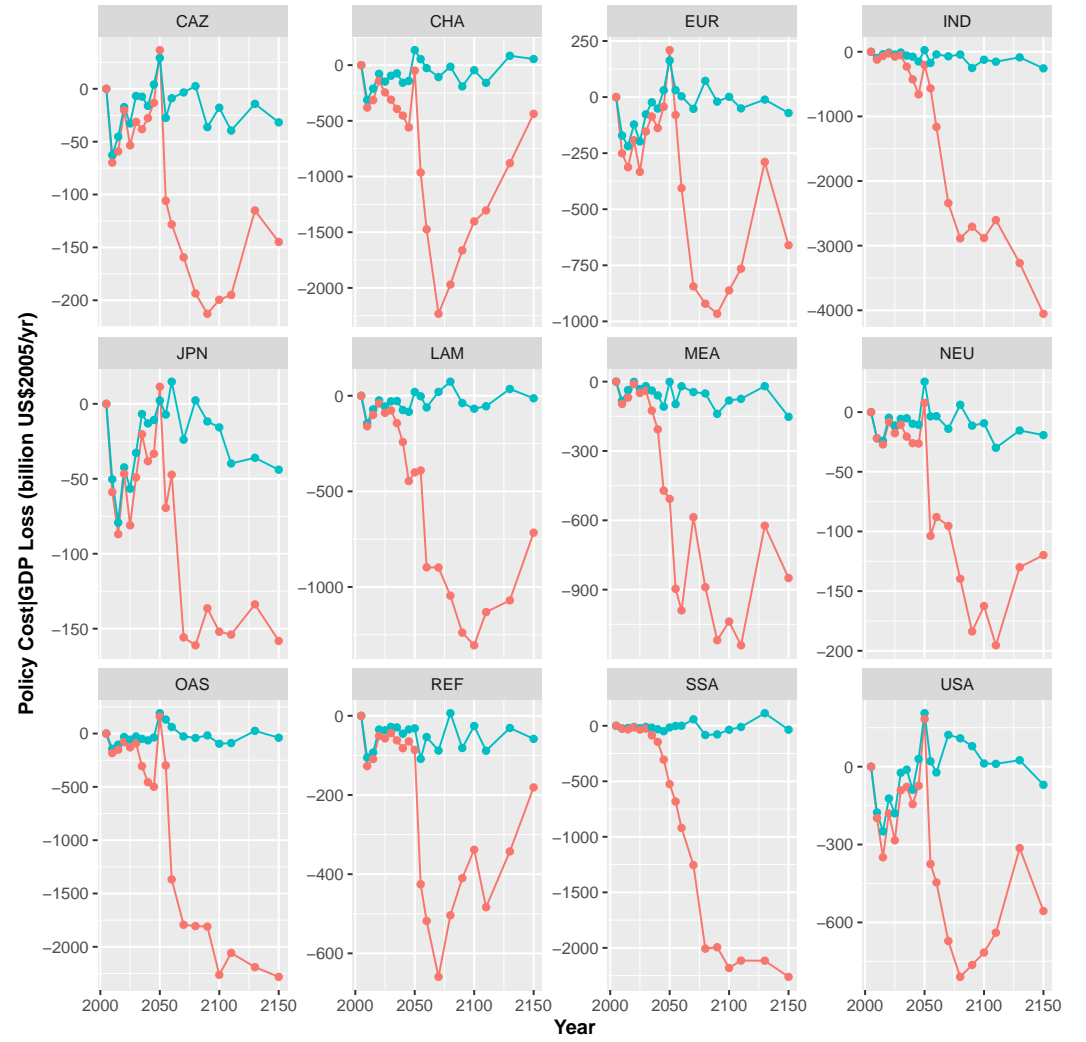 CAZ CHA EUR IND
0 −50 −100 −150 −200
0 −500 −1000 −1500 −2000
250 0 −250 −500 −750 −1000
0 −1000 −2000 −3000 −4000
JPN LAM MEA NEU
0 −50 −100 −150
0 −500 −1000
0 −300 −600 −900
0 −50 −100 −150 −200
OAS REF SSA USA
0 −500 −1000 −1500 −2000
0 −200 −400 −600
0 −500 −1000 −1500 −2000
0 −300 −600
2000 2050 2100 2150 2000 2050 2100 2150 2000 2050 2100 2150 2000 2050 2100 2150
Year
Policy Cost|GDP Loss (billion US$2005/yr)